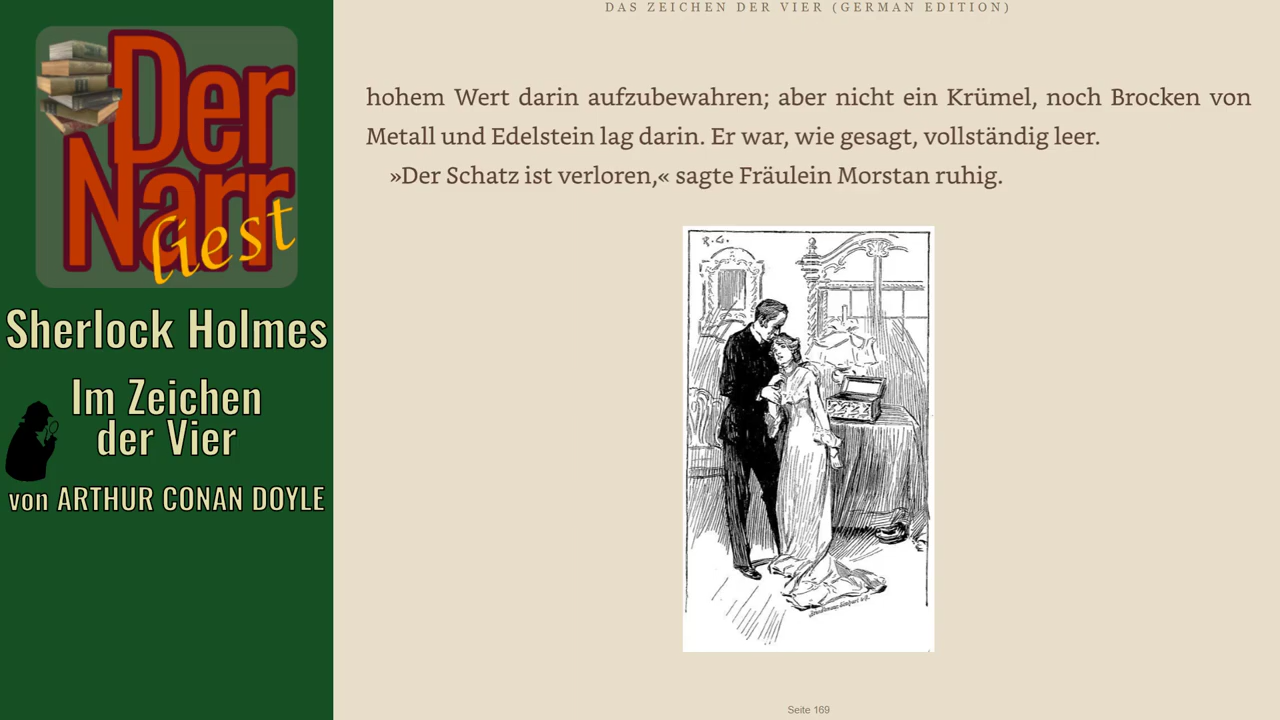 Der
Narr
liest
Sherlock Holmes
Im Zeichen
der Vier
von ARTHUR CONAN DOYLE
DAS ZEICHEN DER VIER (GERMAN EDITION)
hohem Wert darin aufzubewahren; aber nicht ein Krümel, noch Brocken von
Metall und Edelstein lag darin. Er war, wie gesagt, vollständig leer.
»Der Schatz ist verloren,« sagte Fräulein Morstan ruhig.
R. G.
Seite 169